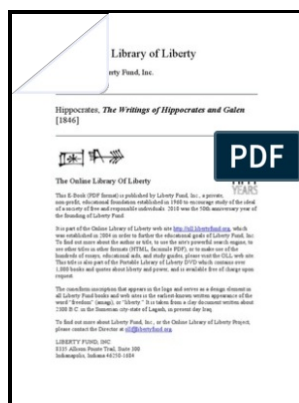 Library of Liberty
rty Fund, Inc.
Hippocrates, The Writings of Hippocrates and Galen
[1846]
PDF
YEARS
The Online Library Of Liberty
This E-Book (PDF format) is published by Liberty Fund, Inc., a private,
non-profit, educational foundation established in 1960 to encourage study of the ideal
of a society of free and responsible individuals. 2010 was the 50th anniversary year of
the founding of Liberty Fund.
It is part of the Online Library of Liberty web site http://oll.libertyfund.org, which
was established in 2004 in order to further the educational goals of Liberty Fund, Inc.
To find out more about the author or title, to use the site's powerful search engine, to
see other titles in other formats (HTML, facsimile PDF), or to make use of the
hundreds of essays, educational aids, and study guides, please visit the OLL web site.
This title is also part of the Portable Library of Liberty DVD which contains over
1,000 books and quotes about liberty and power, and is available free of charge upon
request.
The cuneiform inscription that appears in the logo and serves as a design element in
all Liberty Fund books and web sites is the earliest-known written appearance of the
word "freedom" (amagi), or "liberty." It is taken from a clay document written about
2300 B.C. in the Sumerian city-state of Lagash, in present day Iraq.
To find out more about Liberty Fund, Inc., or the Online Library of Liberty Project,
please contact the Director at oll@libertyfund.org.
LIBERTY FUND, INC.
8335 Allison Pointe Trail, Suite 300
Indianapolis, Indiana 46250-1684